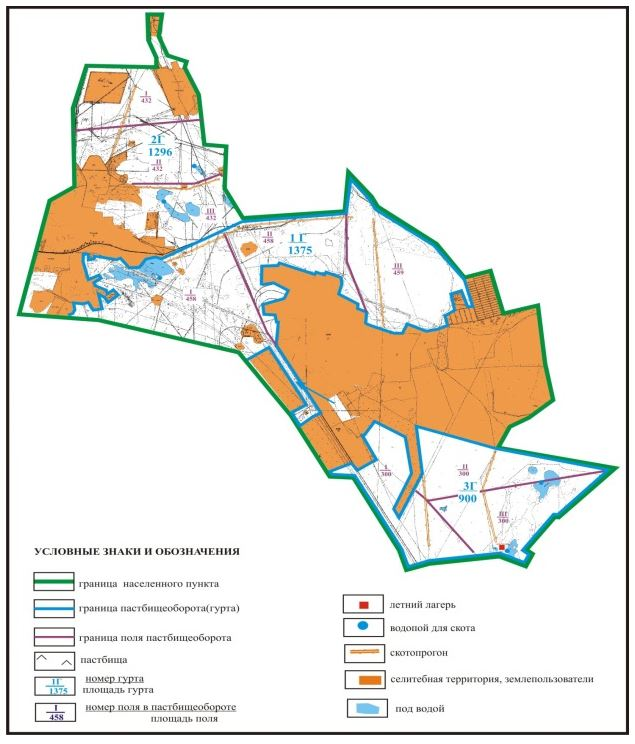 I
432
2Г
1296
II
432
III
432
II
458
1 Г
1375
III
459
I
458
I
300
II
300
3Г
900
III
300
УСЛОВНЫЕ ЗНАКИ И ОБОЗНАЧЕНИЯ
граница населенного пункта
граница пастбищеоборота(гурта)
граница поля пастбищеоборота
пастбища
1Г
1375
номер гурта
площадь гурта
I
458
номер поля в пастбищеобороте
площадь поля
летний лагерь
водопой для скота
скотопрогон
селитебная территория, землепользователи
под водой